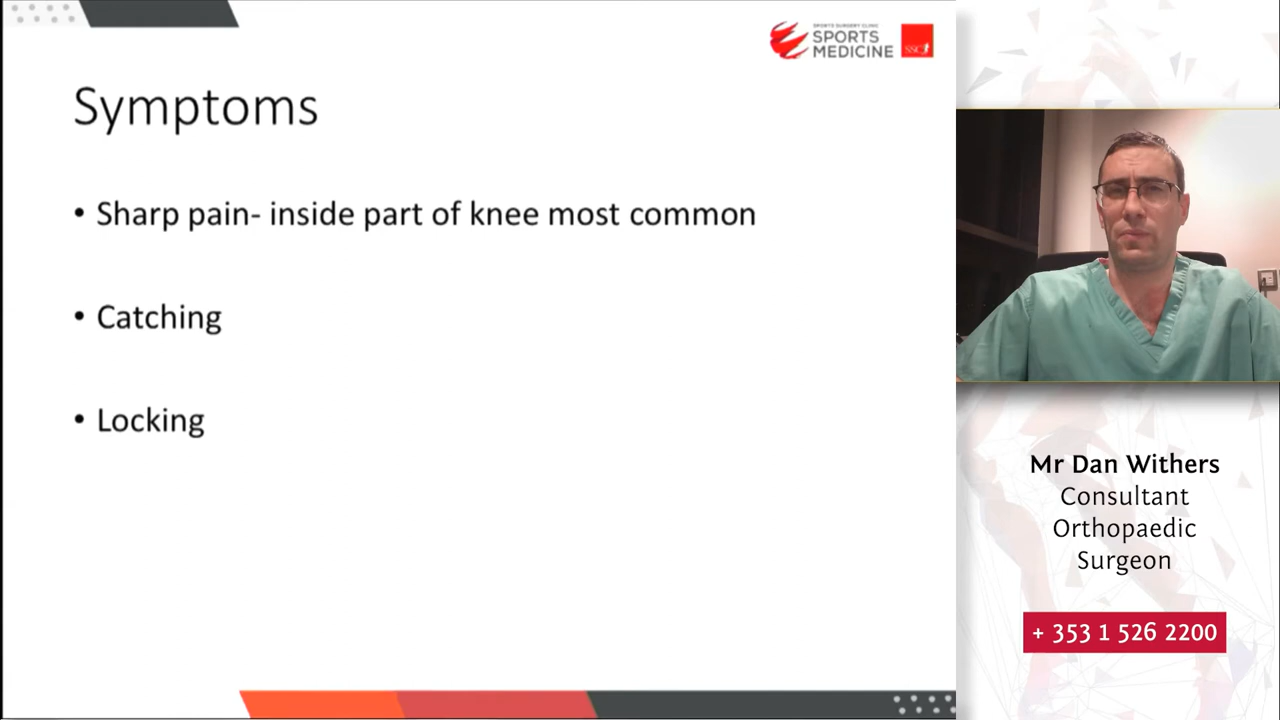 SPORTS SURGERY CLINIC
SPORTS
MEDICINE
SSC
Symptoms
• Sharp pain- inside part of knee most common
• Catching
• Locking
Mr Dan Withers
Consultant
Orthopaedic
Surgeon
+ 353 1 526 2200